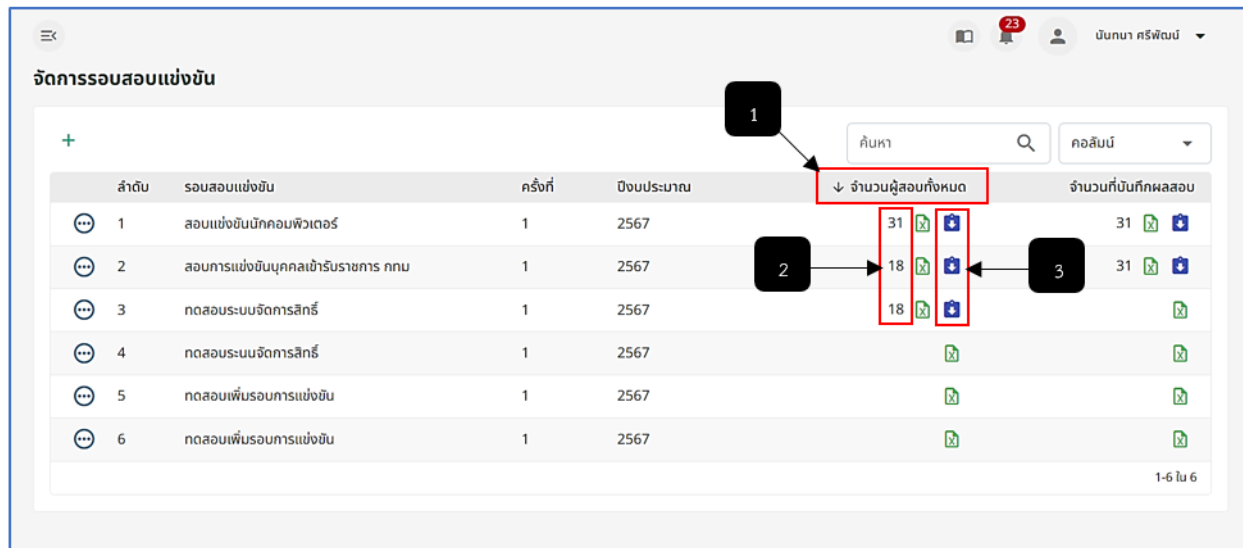 23
นันทนา ศรีพัฒน์
จัดการรอบสอบแข่งขัน
1
ค้นหา
คอลัมน์
ลำดับ รอบสอบแข่งขัน ครั้งที่ ปีงบประมาณ จำนวนผู้สอบทั้งหมด จำนวนที่บันทึกผลสอบ
1 สอบแข่งขันนักคอมพิวเตอร์ 1 2567 31 31
2 สอบการแข่งขันบุคคลเข้ารับราชการ กทม 1 2567 2 18 3 31
3 ทดสอบระบบจัดการสิทธิ์ 1 2567 18
4 ทดสอบระนนจัดการสิทธิ์ 1 2567
5 ทดสอบเพิ่มรอบการแข่งขัน 1 2567
6 ทดสอบเพิ่มรอบการแข่งขัน 1 2567
1-6 ใน 6